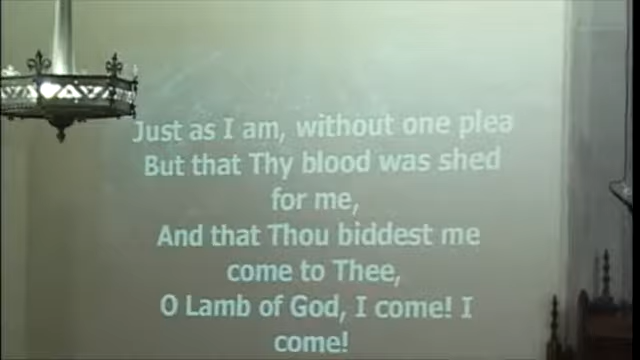 Just as I am, without one plea
But that Thy blood was shed
for me,
And that Thou biddest me
come to Thee,
O Lamb of God, I come! I
come!